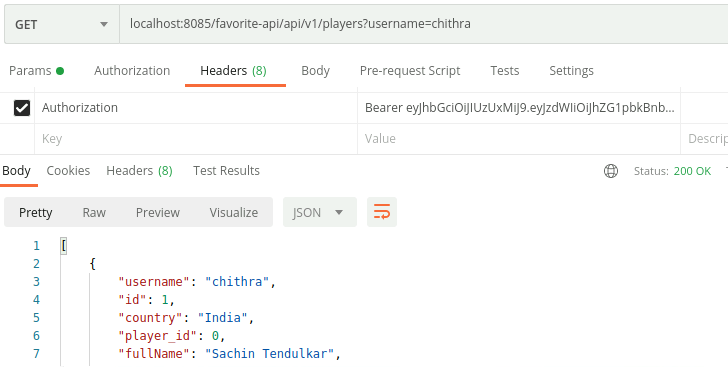 GET localhost:8085/favorite-api/api/v1/players?username=chithra
Params Authorization Headers (8) Body Pre-request Script Tests Settings
Authorization Bearer eyJhbGciOiJIUzUxMiJ9.eyJzdWIiOiJhZG1pbkBnb...
Key Value Descrip
Body Cookies Headers (8) Test Results Status: 200 OK
Pretty Raw Preview Visualize JSON
1 [
2 {
3 "username": "chithra",
4 "id": 1,
5 "country": "India",
6 "player_id": 0,
7 "fullName": "Sachin Tendulkar",